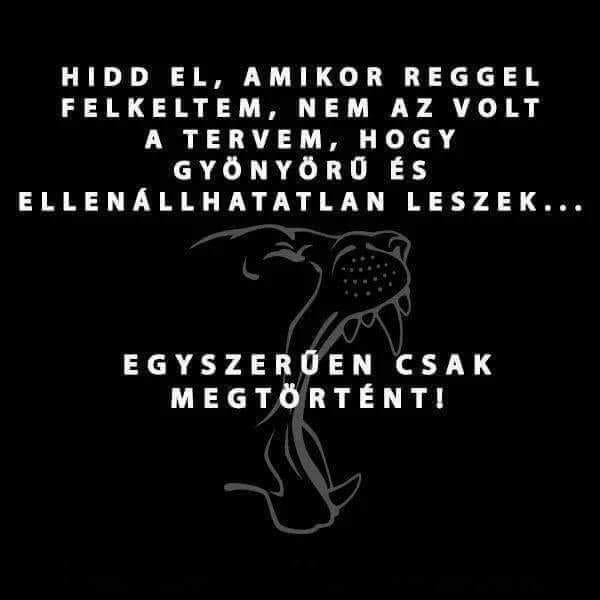 HIDD EL, AMIKOR REGGEL
FELKELTEM, NEM AZ VOLT
A TERVEM, HOGY
GYÖNYÖRŰ ÉS
ELLENÁLLHATATLAN LESZEK...
EGYSZERŰEN CSAK
MEGTÖRTÉNT!